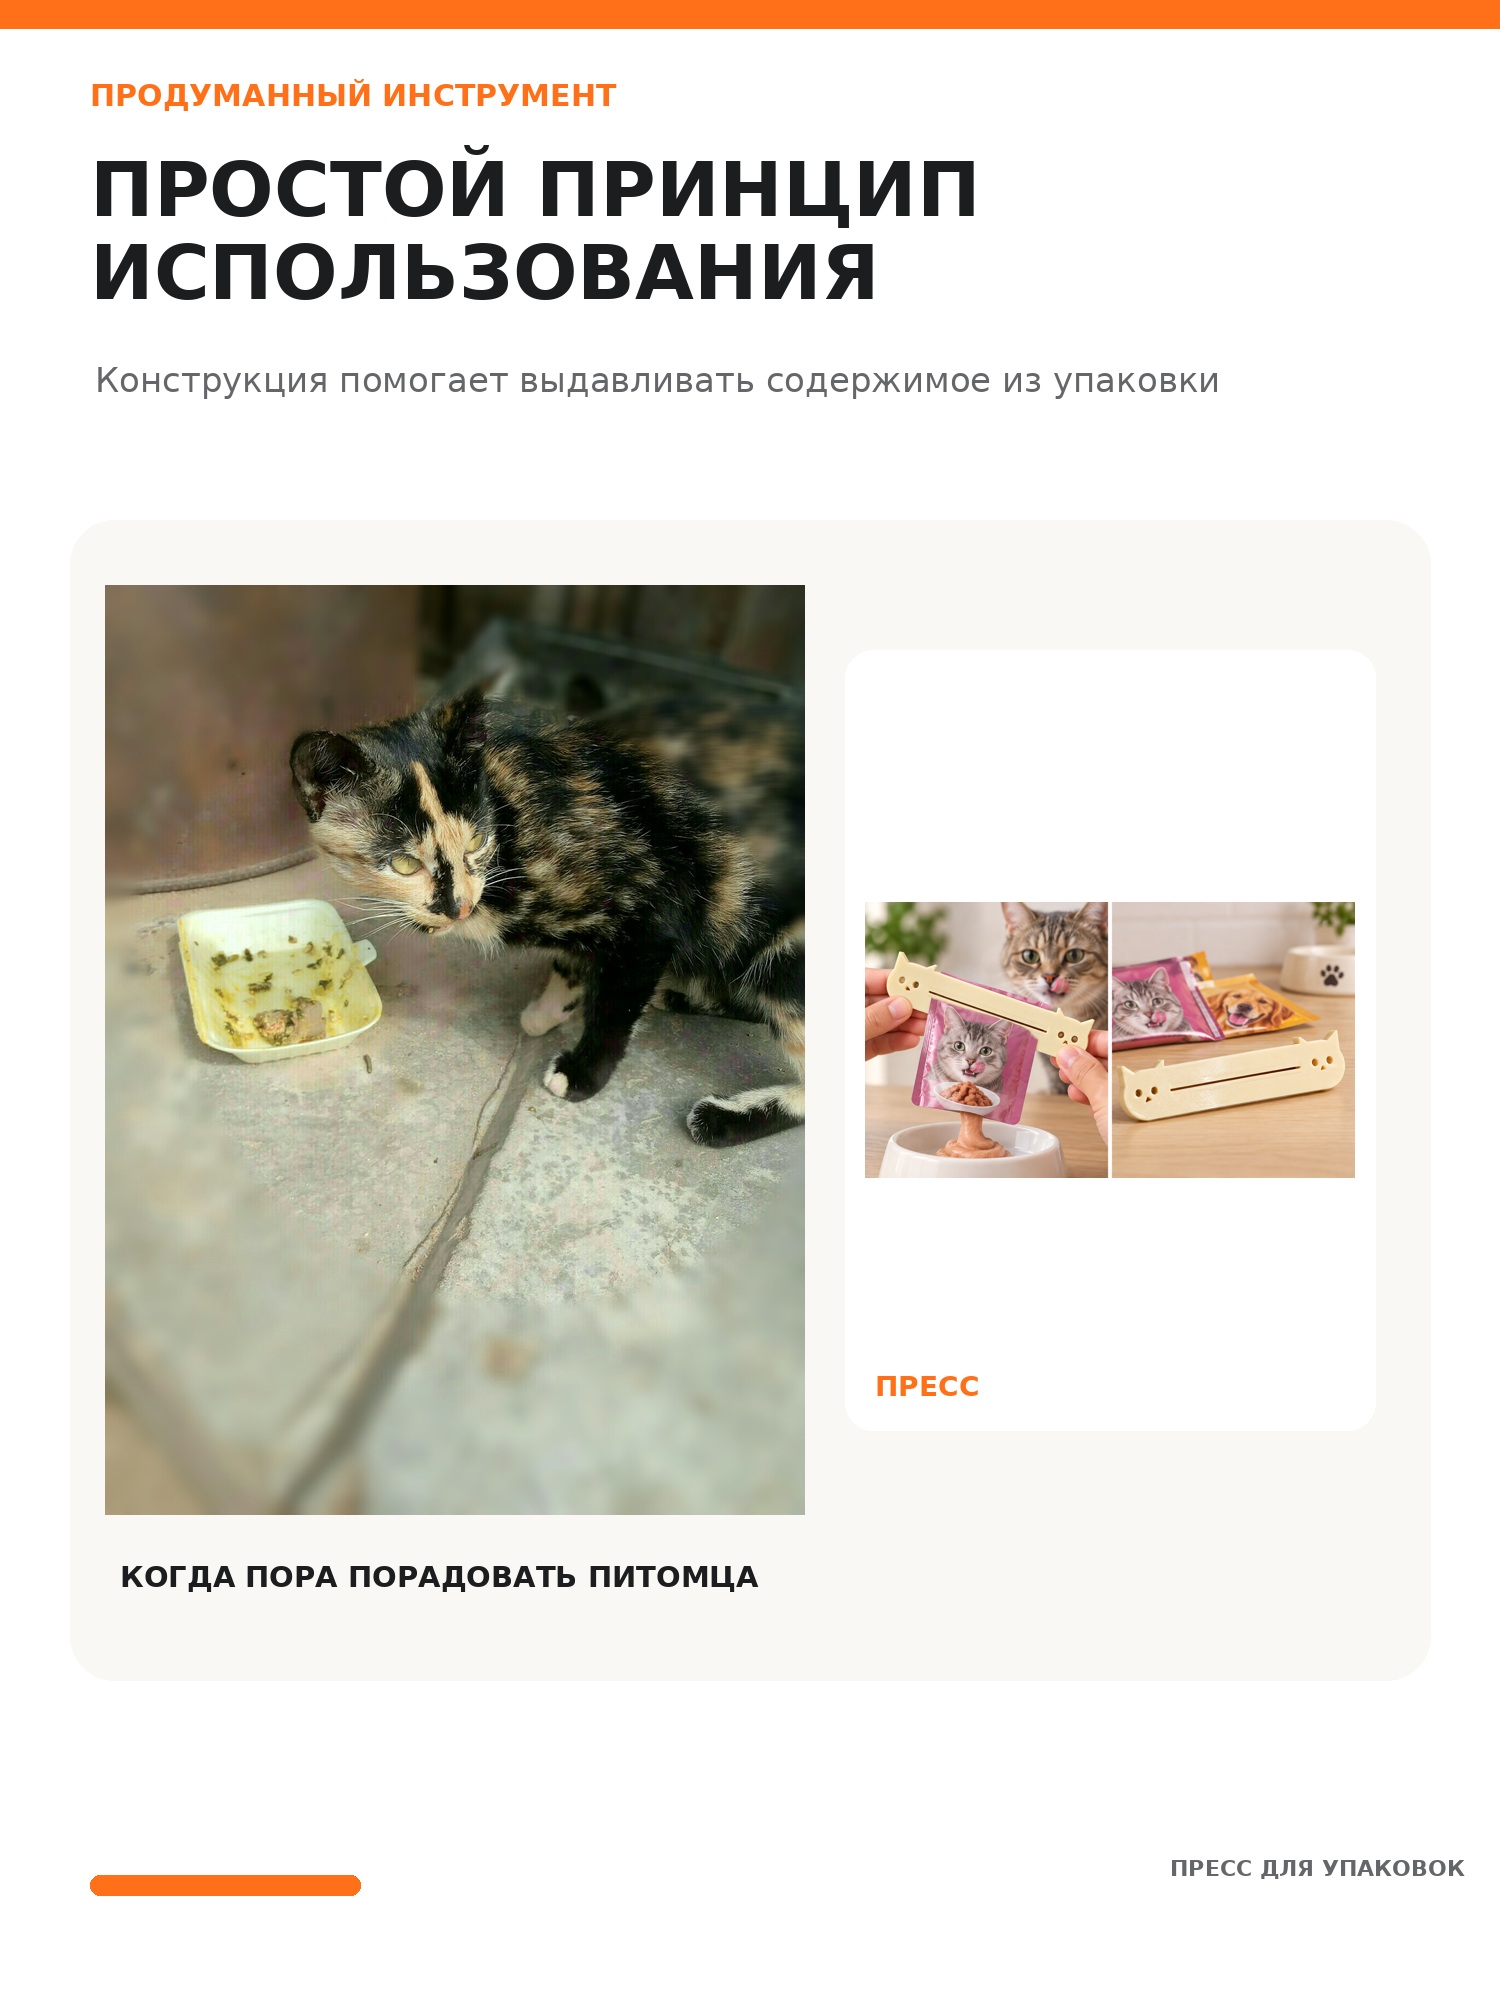 ПРОДУМАННЫЙ ИНСТРУМЕНТ
ПРОСТОЙ ПРИНЦИП
ИСПОЛЬЗОВАНИЯ
Конструкция помогает выдавливать содержимое из упаковки
ПРЕСС
КОГДА ПОРА ПОРАДОВАТЬ ПИТОМЦА
ПРЕСС ДЛЯ УПАКОВОК